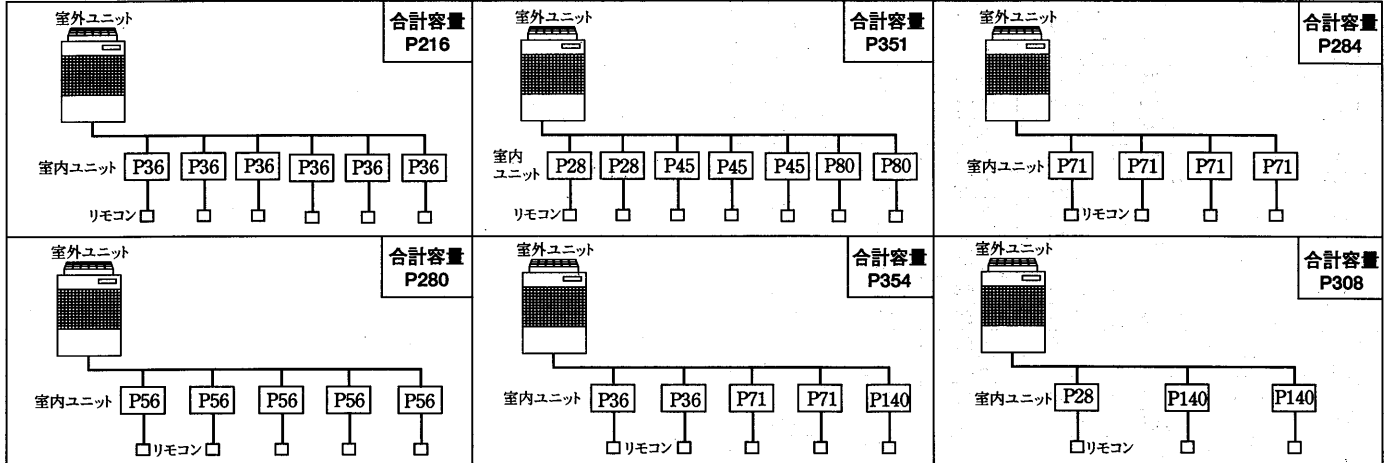 室外ユニット
合計容量
P216
室内ユニット P36 P36 P36 P36 P36 P36
リモコン
室外ユニット
合計容量
P351
室内
ユニット
P28 P28 P45 P45 P45 P80 P80
リモコン
室外ユニット
合計容量
P284
室内ユニット P71 P71 P71 P71
リモコン
室外ユニット
合計容量
P280
室内ユニット P56 P56 P56 P56 P56
リモコン
室外ユニット
合計容量
P354
室内ユニット P36 P36 P71 P71 P140
リモコン
室外ユニット
合計容量
P308
室内ユニット P28 P140 P140
リモコン